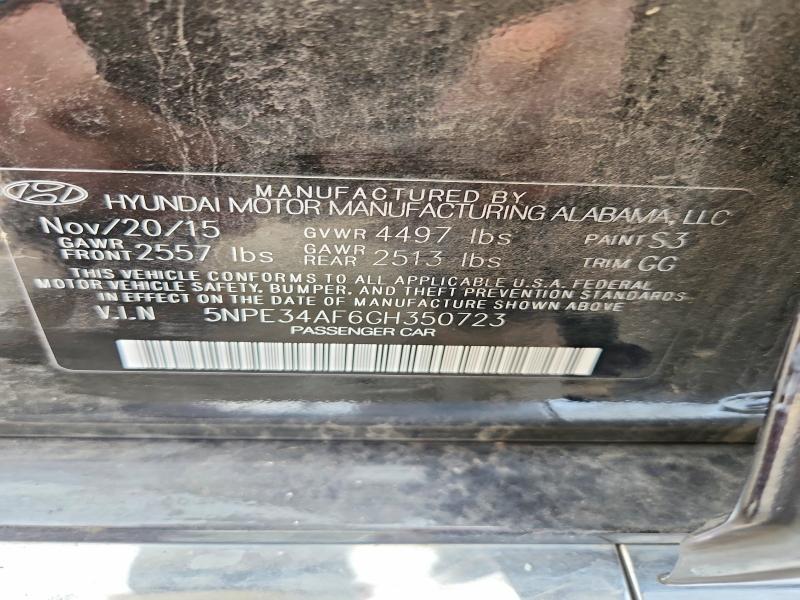 MANUFACTURED BY
HYUNDAI MOTOR MANUFACTURING ALABAMA, LLC
Nov/20/15 GVWR 4497 lbs PAINT S3
GAWR FRONT 2557 lbs GAWR REAR 2513 lbs TRIM GG
THIS VEHICLE CONFORMS TO ALL APPLICABLE U.S.A. FEDERAL
MOTOR VEHICLE SAFETY, BUMPER, AND THEFT PREVENTION STANDARDS
IN EFFECT ON THE DATE OF MANUFACTURE SHOWN ABOVE
V.I.N 5NPE34AF6GH350723
PASSENGER CAR